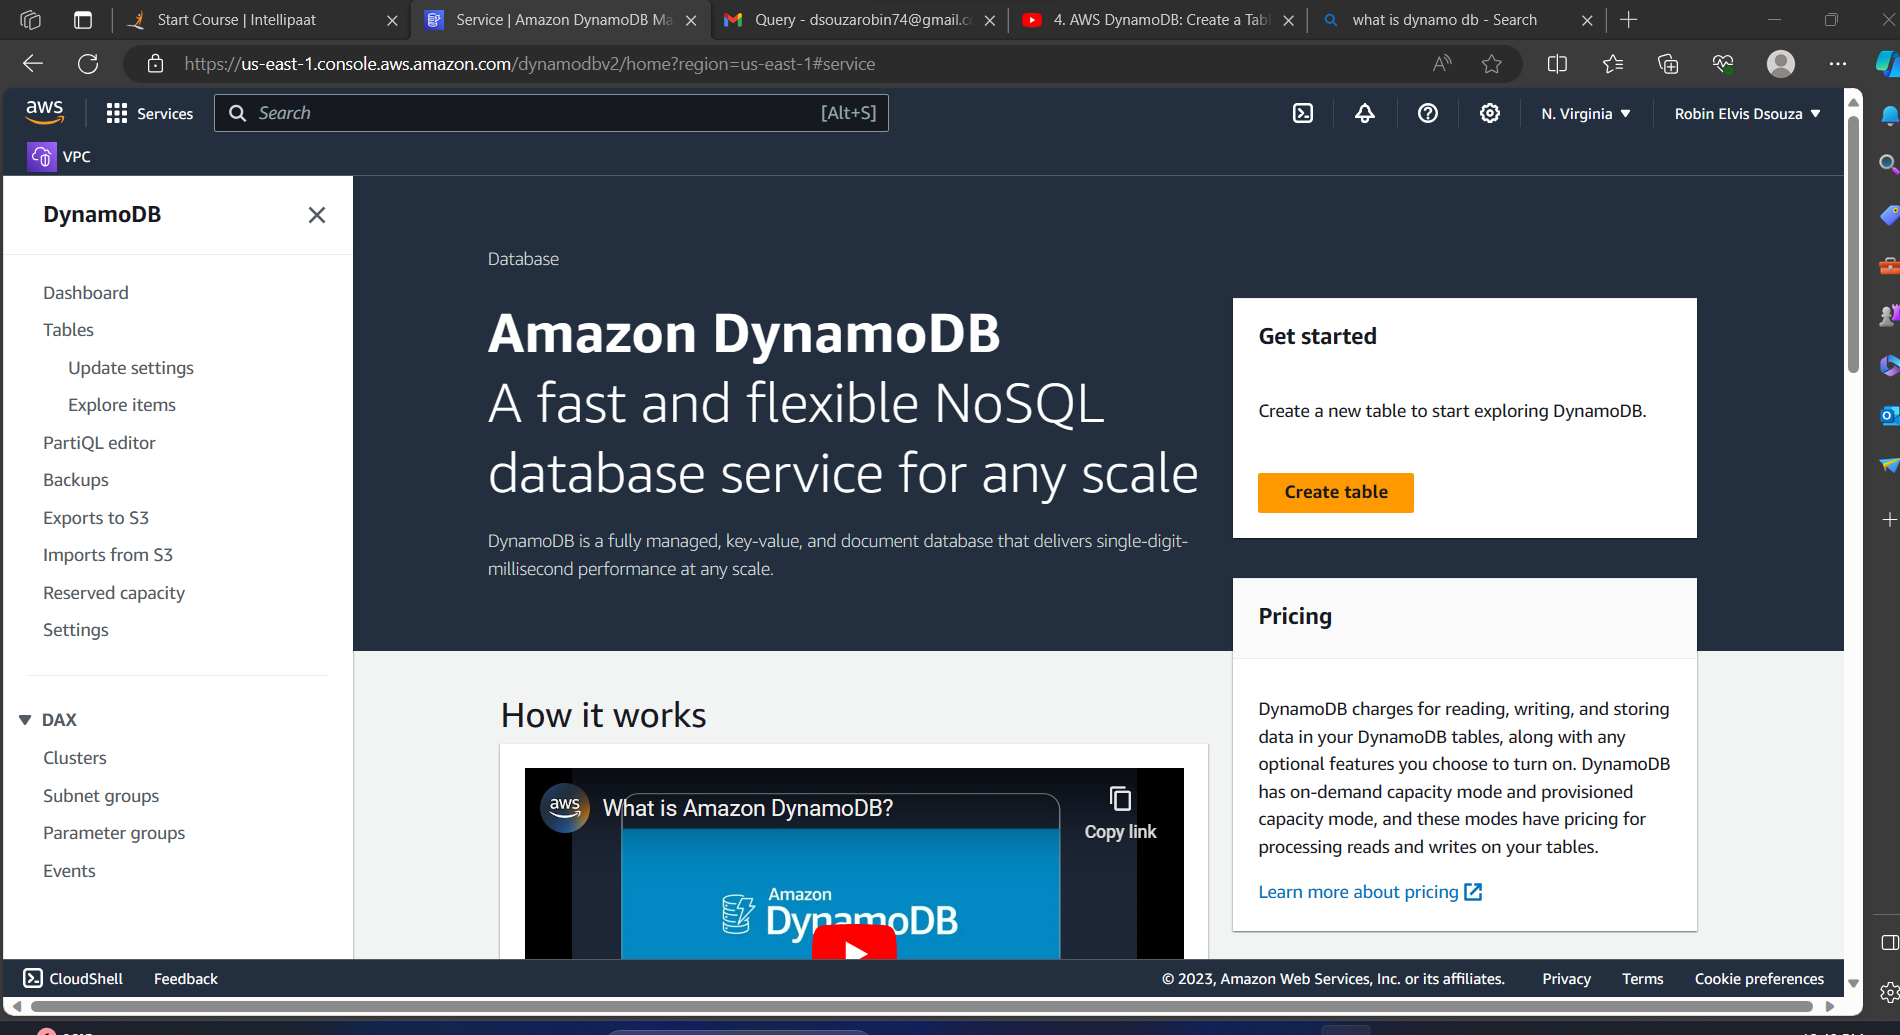 Start Course | Intellipaat
Service | Amazon DynamoDB Ma
Query - dsouzarobin74@gmail.c
4. AWS DynamoDB: Create a Tabl
what is dynamo db - Search
https://us-east-1.console.aws.amazon.com/dynamodbv2/home?region=us-east-1#service
aws
Services
Search
[Alt+S]
N. Virginia
Robin Elvis Dsouza
VPC
DynamoDB
Dashboard
Tables
Update settings
Explore items
PartiQL editor
Backups
Exports to S3
Imports from S3
Reserved capacity
Settings
DAX
Clusters
Subnet groups
Parameter groups
Events
Database
Amazon DynamoDB
A fast and flexible NoSQL
database service for any scale
DynamoDB is a fully managed, key-value, and document database that delivers single-digit-
millisecond performance at any scale.
Get started
Create a new table to start exploring DynamoDB.
Create table
Pricing
DynamoDB charges for reading, writing, and storing
data in your DynamoDB tables, along with any
optional features you choose to turn on. DynamoDB
has on-demand capacity mode and provisioned
capacity mode, and these modes have pricing for
processing reads and writes on your tables.
Learn more about pricing
How it works
aws
What is Amazon DynamoDB?
Copy link
Amazon
DynamoDB
CloudShell
Feedback
© 2023, Amazon Web Services, Inc. or its affiliates.
Privacy
Terms
Cookie preferences